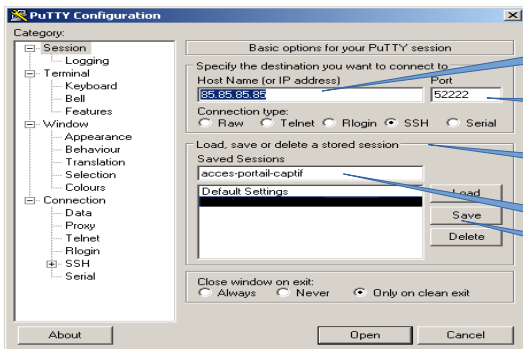 PuTTY Configuration
Category:
Session
Logging
Terminal
Keyboard
Bell
Features
Window
Appearance
Behaviour
Translation
Selection
Colours
Connection
Data
Proxy
Telnet
Rlogin
SSH
Serial
Basic options for your PuTTY session
Specify the destination you want to connect to
Host Name (or IP address) Port
85.85.85.85 52222
Connection type:
Raw Telnet Rlogin SSH Serial
Load, save or delete a stored session
Saved Sessions
acces-portail-captif
Default Settings
Load
Save
Delete
Close window on exit:
Always Never Only on clean exit
About Open Cancel